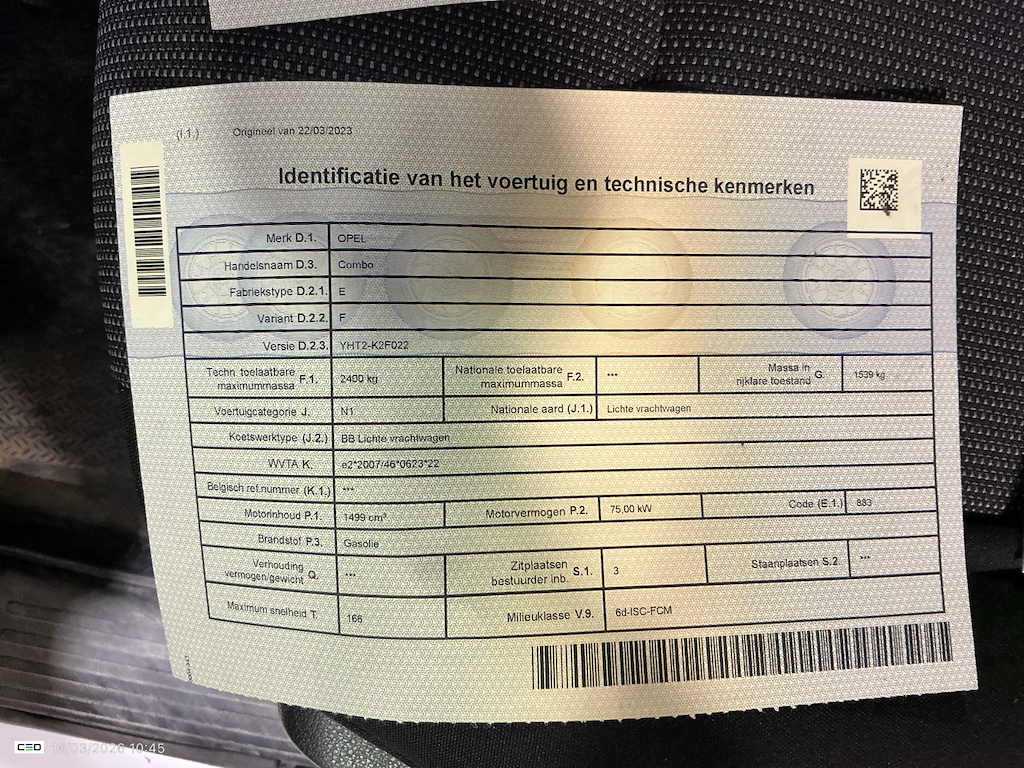 (I.1.) Origineel van 22/03/2023
Identificatie van het voertuig en technische kenmerken
Merk D.1. OPEL
Handelsnaam D.3. Combo
Fabriekstype D.2.1. E
Variant D.2.2. F
Versie D.2.3. YHT2-K2F022
Techn toelaatbare maximummassa F.1. 2400 kg Nationale toelaatbare maximummassa F.2. *** Massa in rijklare toestand G. 1539 kg
Voertuigcategorie J. N1 Nationale aard (J.1.) Lichte vrachtwagen
Koetswerktype (J.2.) BB Lichte vrachtwagen
WVTA K. e2*2007/46*0623*22
Belgisch ref.nummer (K.1.) ***
Motorinhoud P.1. 1499 cm³ Motorvermogen P.2. 75,00 kW Code (E.1.) 883
Brandstof P.3. Gasolie
Verhouding vermogen/gewicht Q. *** Zitplaatsen bestuurder inb. S.1. 3 Staanplaatsen S.2. ***
Maximum snelheid T. 166 Milieuklasse V.9. 6d-ISC-FCM
CED 18/03/2026 10:45